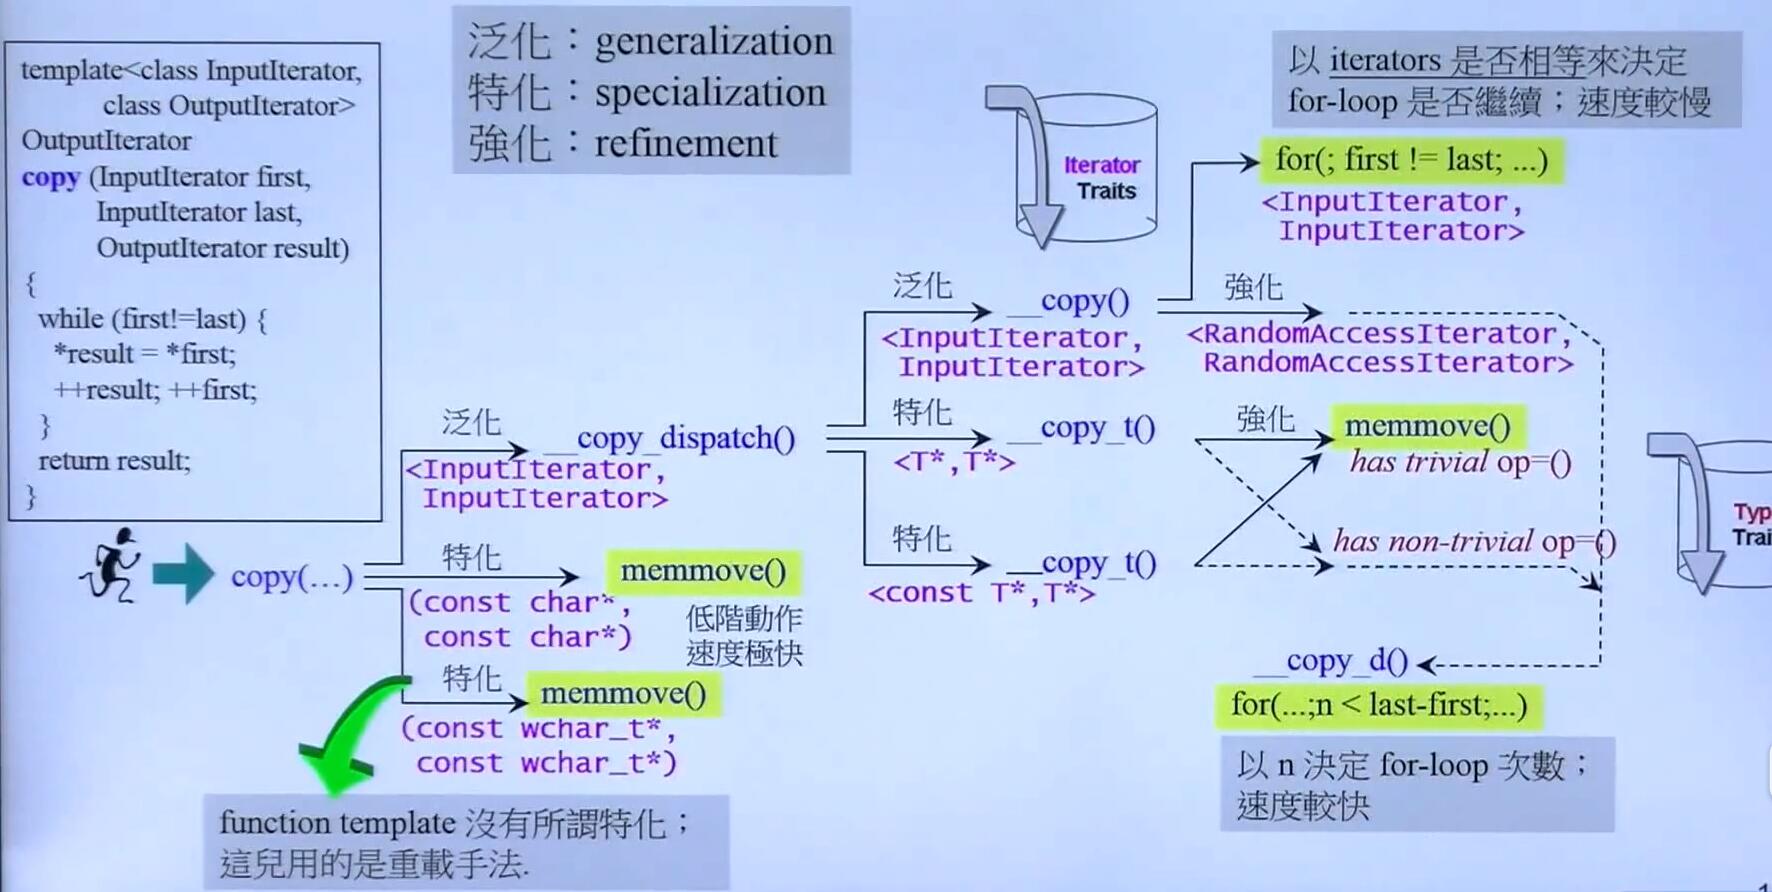 template<class InputIterator,
class OutputIterator>
OutputIterator
copy (InputIterator first,
InputIterator last,
OutputIterator result)
{
while (first!=last) {
*result = *first;
++result; ++first;
}
return result;
}
泛化：generalization
特化：specialization
強化：refinement
Iterator
Traits
以 iterators 是否相等來決定
for-loop 是否繼續；速度較慢
for(; first != last; ...)
<InputIterator,
InputIterator>
泛化
__copy()
<InputIterator,
InputIterator>
強化
<RandomAccessIterator,
RandomAccessIterator>
特化
__copy_t()
<T*,T*>
強化
memmove()
has trivial op=()
泛化
__copy_dispatch()
<InputIterator,
InputIterator>
特化
__copy_t()
<const T*,T*>
has non-trivial op=()
copy(...)
特化
memmove()
(const char*,
const char*)
低階動作
速度極快
特化
memmove()
(const wchar_t*,
const wchar_t*)
__copy_d()
for(...;n < last-first;...)
以 n 決定 for-loop 次數；
速度較快
function template 沒有所謂特化；
這兒用的是重載手法.